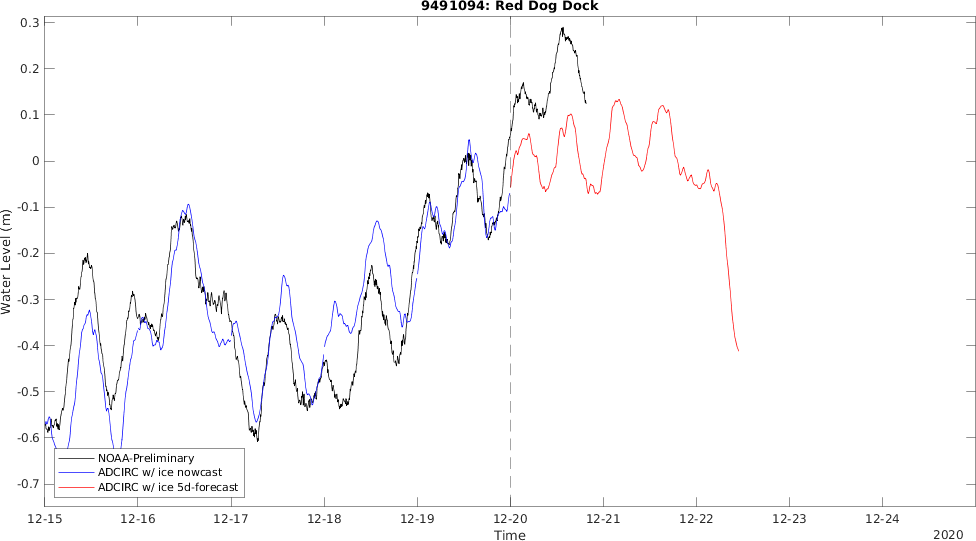 9491094: Red Dog Dock
0.3
0.2
0.1
0
-0.1
-0.2
-0.3
-0.4
-0.5
-0.6
-0.7
Water Level (m)
NOAA-Preliminary
ADCIRC w/ ice nowcast
ADCIRC w/ ice 5d-forecast
12-15 12-16 12-17 12-18 12-19 12-20 12-21 12-22 12-23 12-24
Time
2020